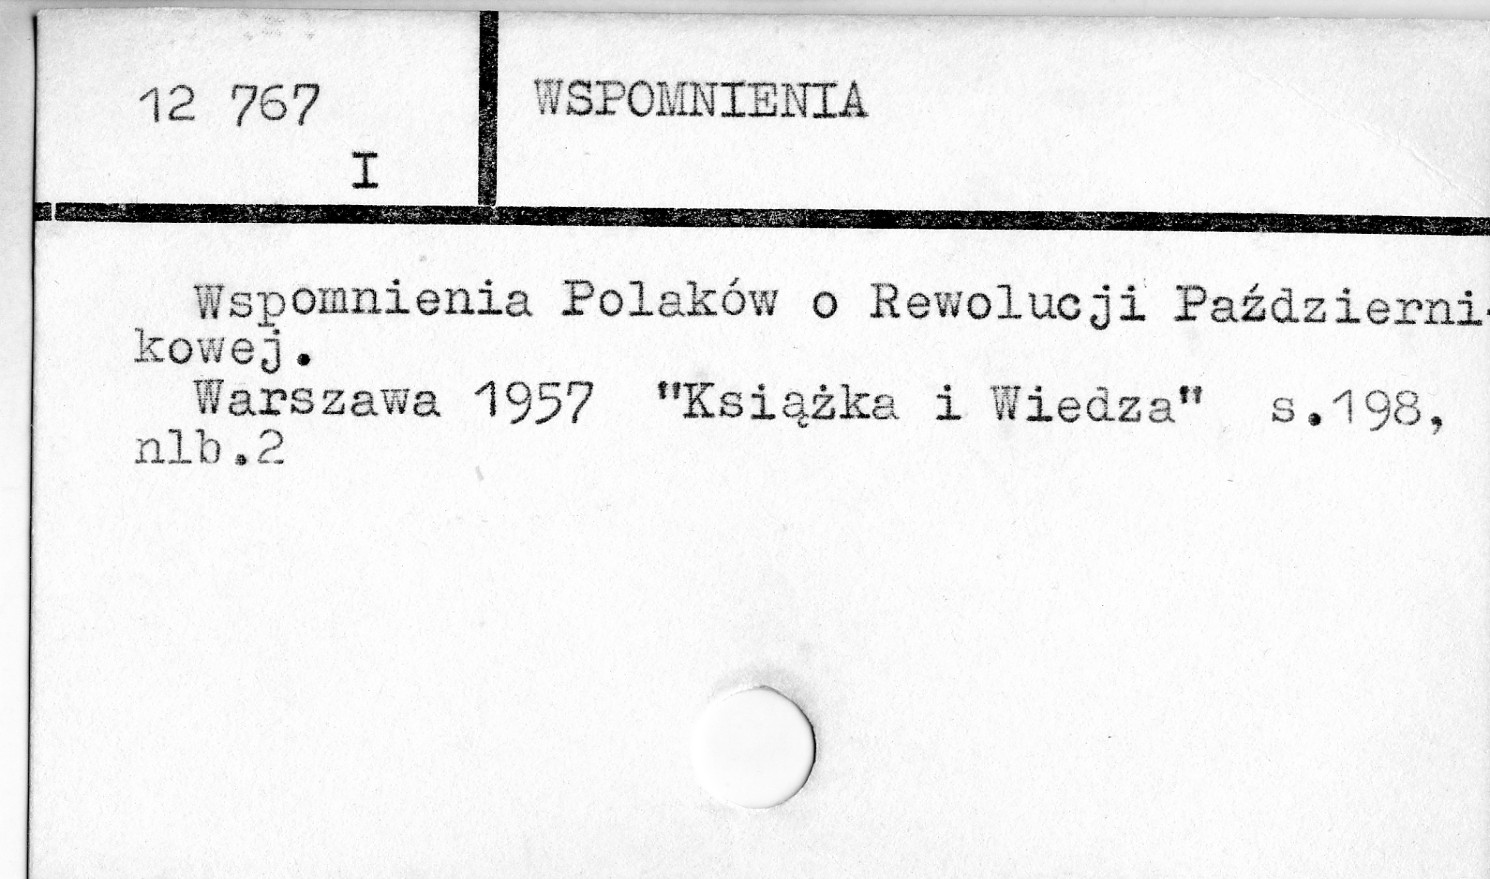 12 767
I
WSPOMNIENIA
Wspomnienia Polaków o Rewolucji Październi-
kowej.
Warszawa 1957 "Książka i Wiedza" s.198,
nlb.2